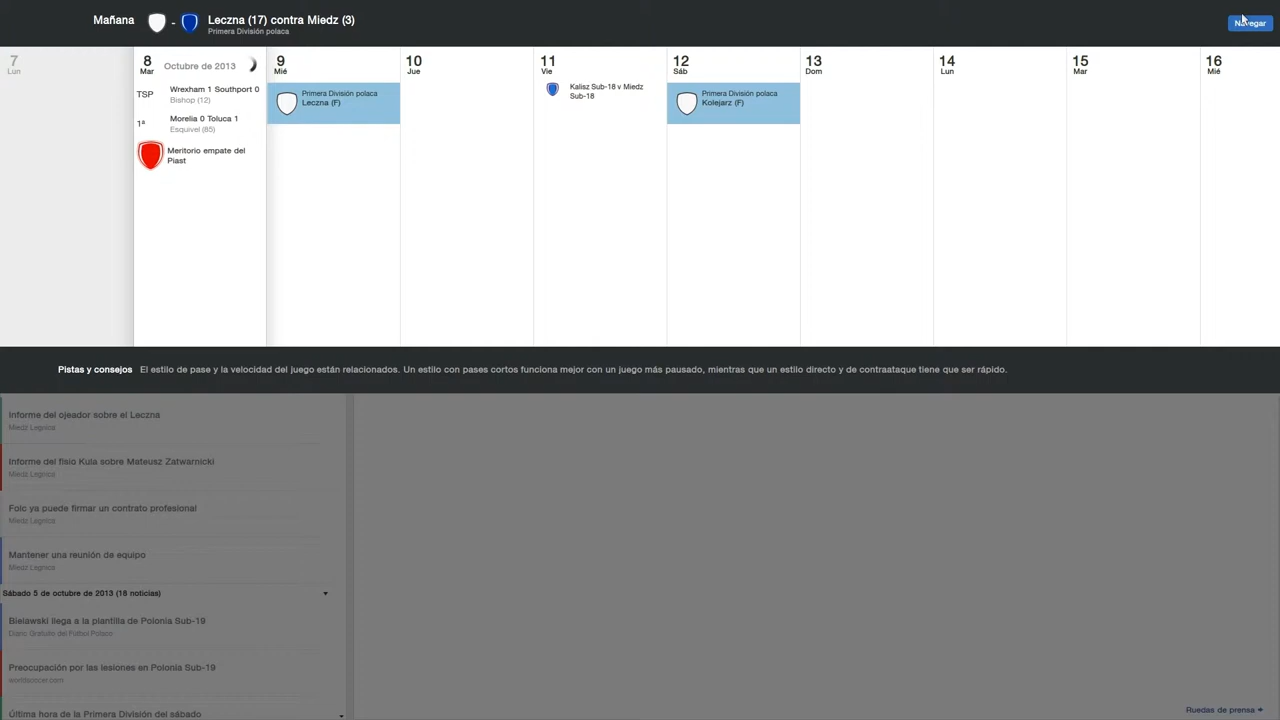 Mañana
-
Leczna (17) contra Miedz (3)
Primera División polaca
Navegar
7
Lun
8
Mar
Octubre de 2013
TSP
Wrexham 1 Southport 0
Bishop (12)
1ª
Morelia 0 Toluca 1
Esquivel (85)
Meritorio empate del
Piast
9
Mié
Primera División polaca
Leczna (F)
10
Jue
11
Vie
Kalisz Sub-18 v Miedz
Sub-18
12
Sáb
Primera División polaca
Kolejarz (F)
13
Dom
14
Lun
15
Mar
16
Mié
Pistas y consejos
El estilo de pase y la velocidad del juego están relacionados. Un estilo con pases cortos funciona mejor con un juego más pausado, mientras que un estilo directo y de contraataque tiene que ser rápido.
Informe del ojeador sobre el Leczna
Miedz Legnica
Informe del fisio Kula sobre Mateusz Zatwarnicki
Miedz Legnica
Folc ya puede firmar un contrato profesional
Miedz Legnica
Mantener una reunión de equipo
Miedz Legnica
Sábado 5 de octubre de 2013 (18 noticias)
Bielawski llega a la plantilla de Polonia Sub-19
Diario Gratuito del Fútbol Polaco
Preocupación por las lesiones en Polonia Sub-19
worldsoccer.com
Última hora de la Primera División del sábado
Ruedas de prensa